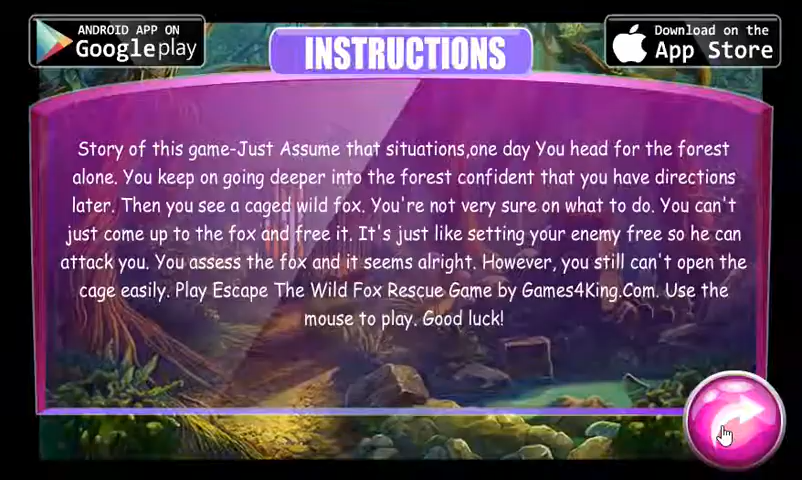 ANDROID APP ON
Google play
INSTRUCTIONS
Download on the
App Store
Story of this game-Just Assume that situations,one day You head for the forest
alone. You keep on going deeper into the forest confident that you have directions
later. Then you see a caged wild fox. You're not very sure on what to do. You can't
just come up to the fox and free it. It's just like setting your enemy free so he can
attack you. You assess the fox and it seems alright. However, you still can't open the
cage easily. Play Escape The Wild Fox Rescue Game by Games4King.Com. Use the
mouse to play. Good luck!